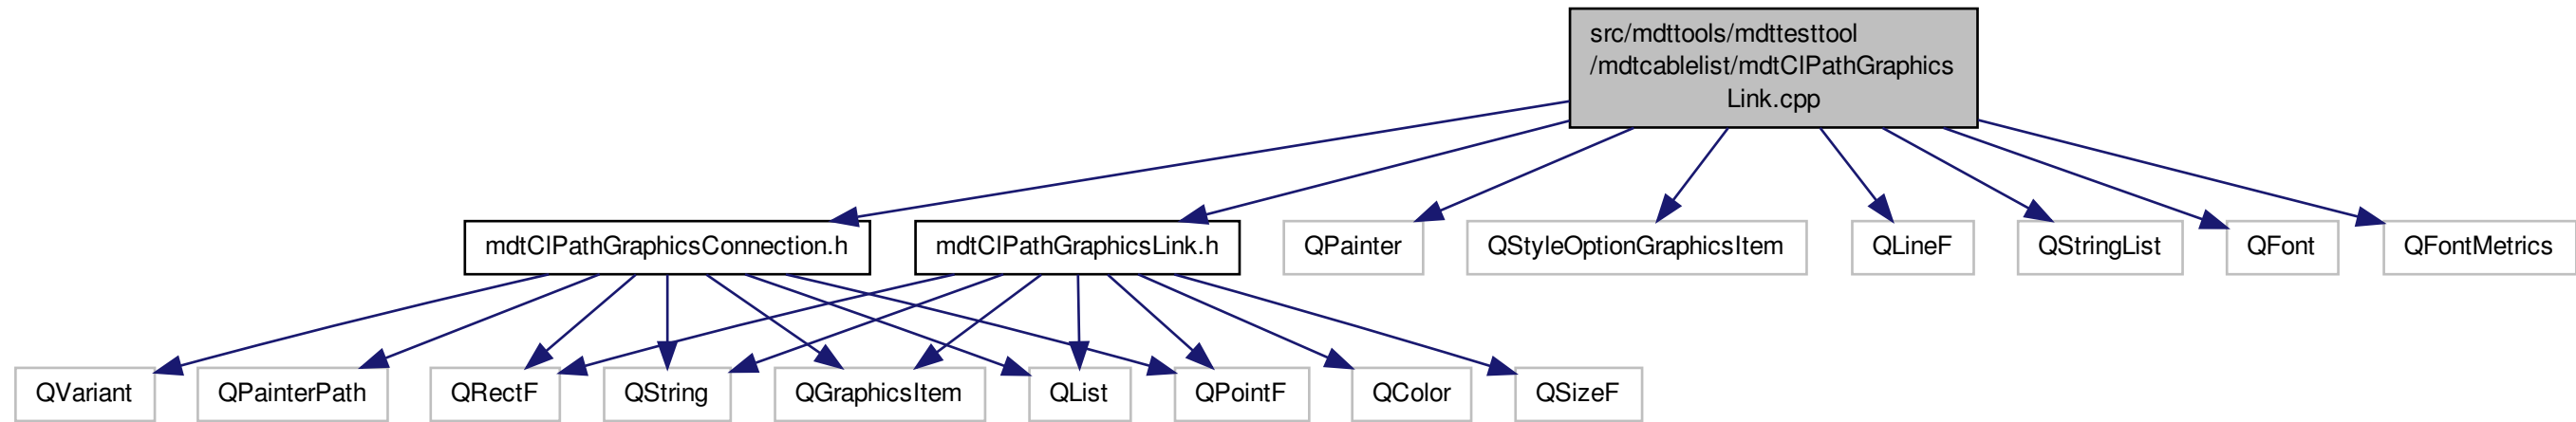 src/mdttools/mdttesttool
/mdtcablelist/mdtClPathGraphics
Link.cpp
mdtClPathGraphicsConnection.h
mdtClPathGraphicsLink.h
QPainter
QStyleOptionGraphicsItem
QLineF
QStringList
QFont
QFontMetrics
QVariant
QPainterPath
QRectF
QString
QGraphicsItem
QList
QPointF
QColor
QSizeF